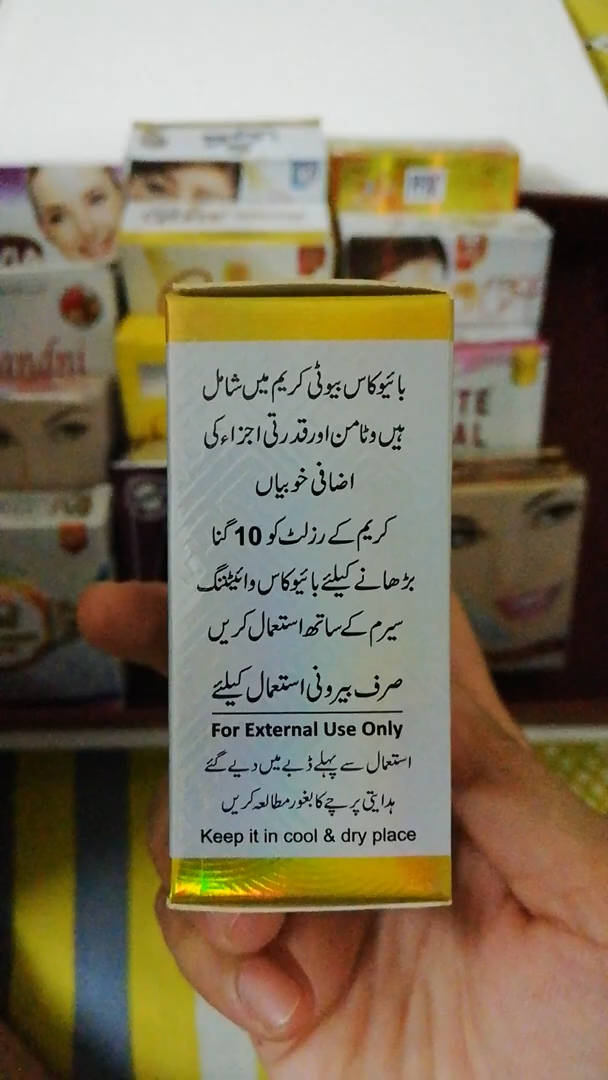 بائیوکاس بیوٹی کریم میں شامل
ہیں وٹامن اور قدرتی اجزاء کی
اضافی خوبیاں
کریم کے رزلٹ کو 10 گنا
بڑھانے کیلئے بائیوکاس وائیٹننگ
سیرم کے ساتھ استعمال کریں
صرف بیرونی استعمال کیلئے
For External Use Only
استعمال سے پہلے ڈبے میں دیے گئے
ہدایتی پرچے کا بغور مطالعہ کریں
Keep it in cool & dry place
andni